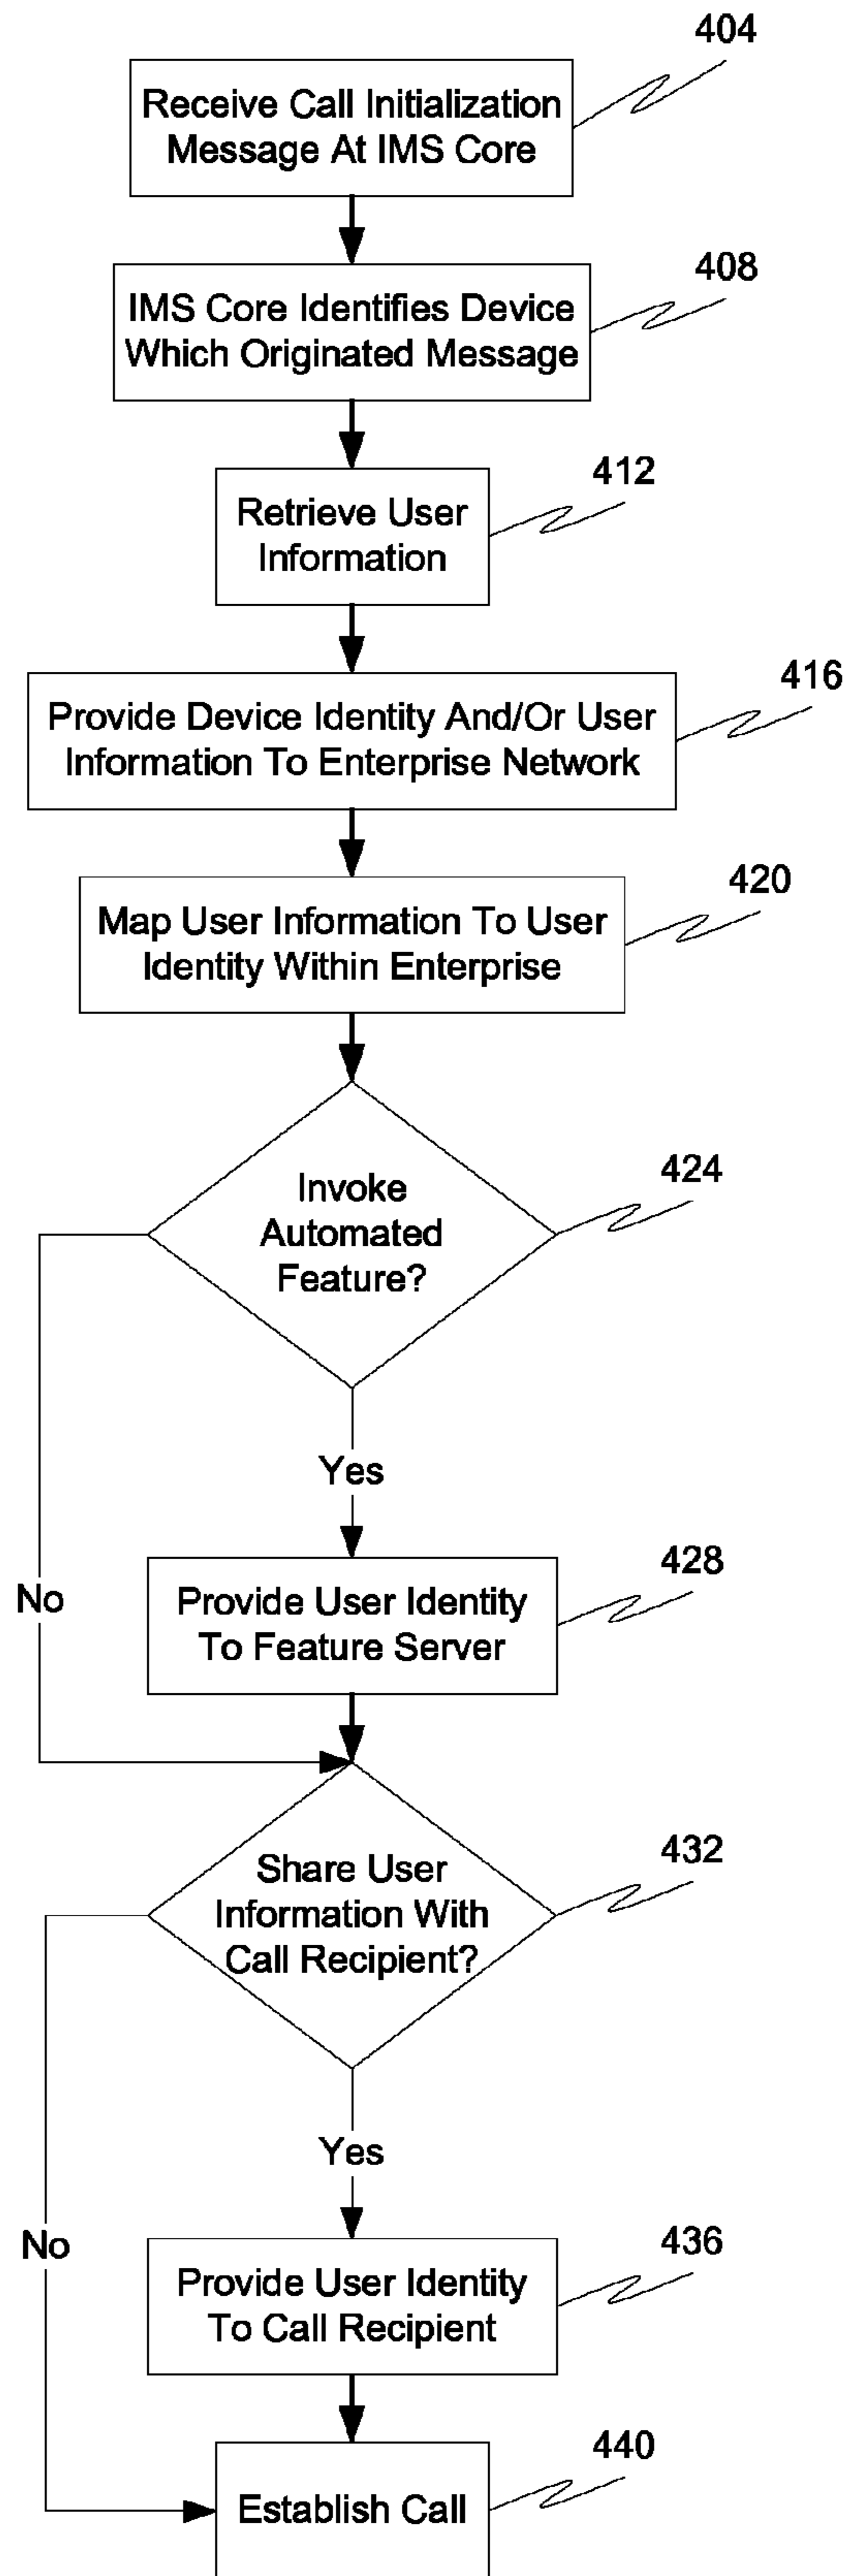 404
Receive Call Initialization
Message At IMS Core
408
IMS Core Identifies Device
Which Originated Message
412
Retrieve User
Information
416
Provide Device Identity And/Or User
Information To Enterprise Network
420
Map User Information To User
Identity Within Enterprise
424
Invoke
Automated
Feature?
Yes
428
No
Provide User Identity
To Feature Server
432
Share User
Information With
Call Recipient?
Yes
436
No
Provide User Identity
To Call Recipient
440
Establish Call